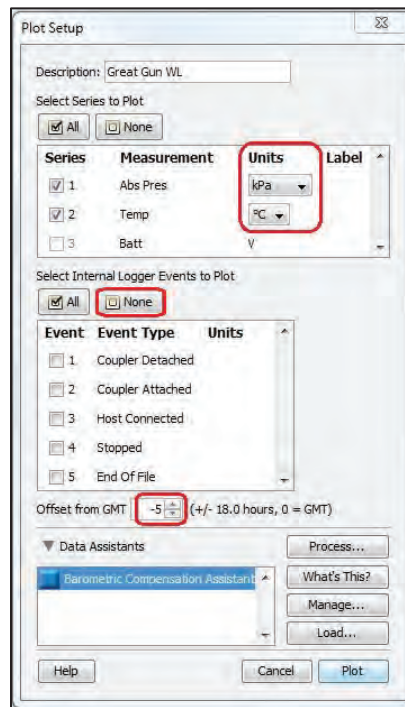 Plot Setup
Description: Great Gun WL
Select Series to Plot
All None
Series Measurement Units Label
1 Abs Pres kPa
2 Temp °C
3 Batt V
Select Internal Logger Events to Plot
All None
Event Event Type Units
1 Coupler Detached
2 Coupler Attached
3 Host Connected
4 Stopped
5 End Of File
Offset from GMT -5 (+/- 18.0 hours, 0 = GMT)
Data Assistants Process...
Barometric Compensation Assistant What's This?
Manage...
Load...
Help Cancel Plot